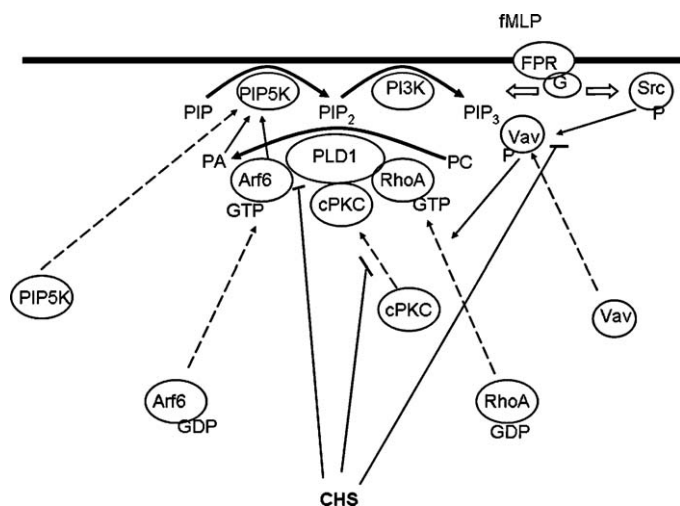 fMLP
FPR
G
Src
P
PIP5K
PI3K
PIP
PIP2
PIP3
Vav
P
PA
PLD1
PC
Arf6
RhoA
GTP
cPKC
GTP
PIP5K
cPKC
Vav
Arf6
GDP
RhoA
GDP
CHS